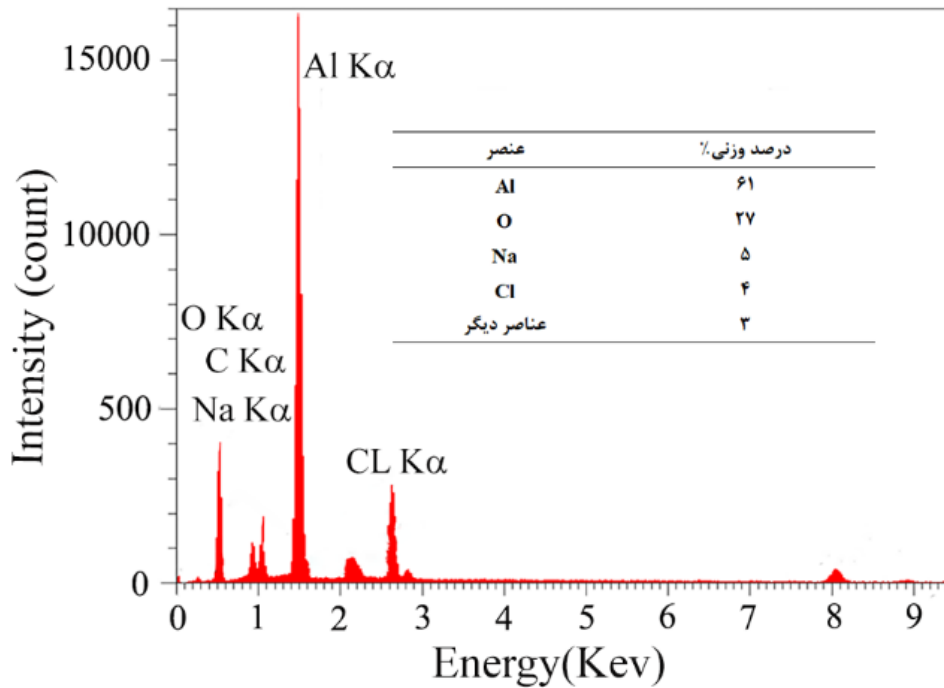 15000
Al Kα
عنصر درصد وزنی٪
Al ۶۱
10000
O ۲۷
Na ۵
Cl ۴
عناصر دیگر ۳
O Kα
C Kα
Na Kα
500
CL Kα
0
0 1 2 3 4 5 6 7 8 9
Intensity (count)
Energy(Kev)